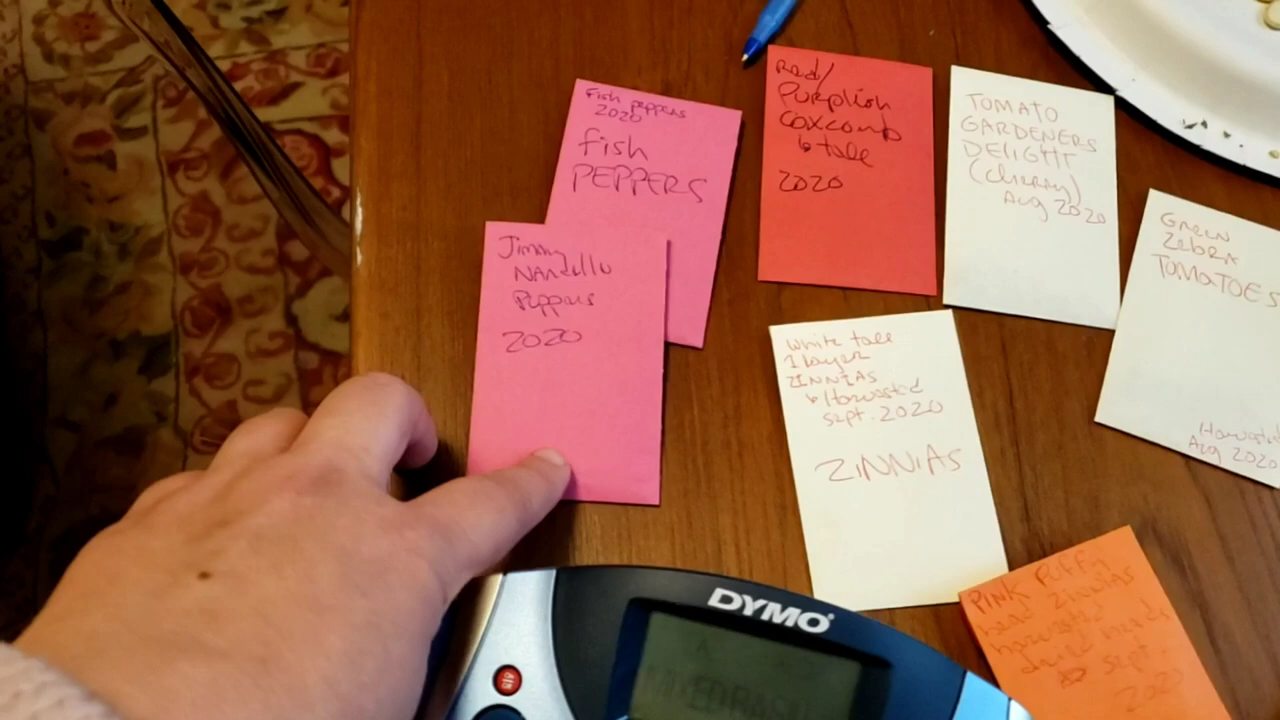 Fish peppers
2020
fish
PEPPERS
Jimmy
NARdello
Peppers
2020
Red/
Purplish
Coxcomb
tall
2020
TOMATO
GARDENERS
DELIGHT
(cherry)
Aug 2020
GREEN
Zebra
TOMATOES
Harvested
Aug 2020
White tall
1 layer
ZINNIAS
Harvested
sept. 2020
ZINNIAS
PINK PUFFY
head ZINNIAS
harvested
sept.
2020
DYMO